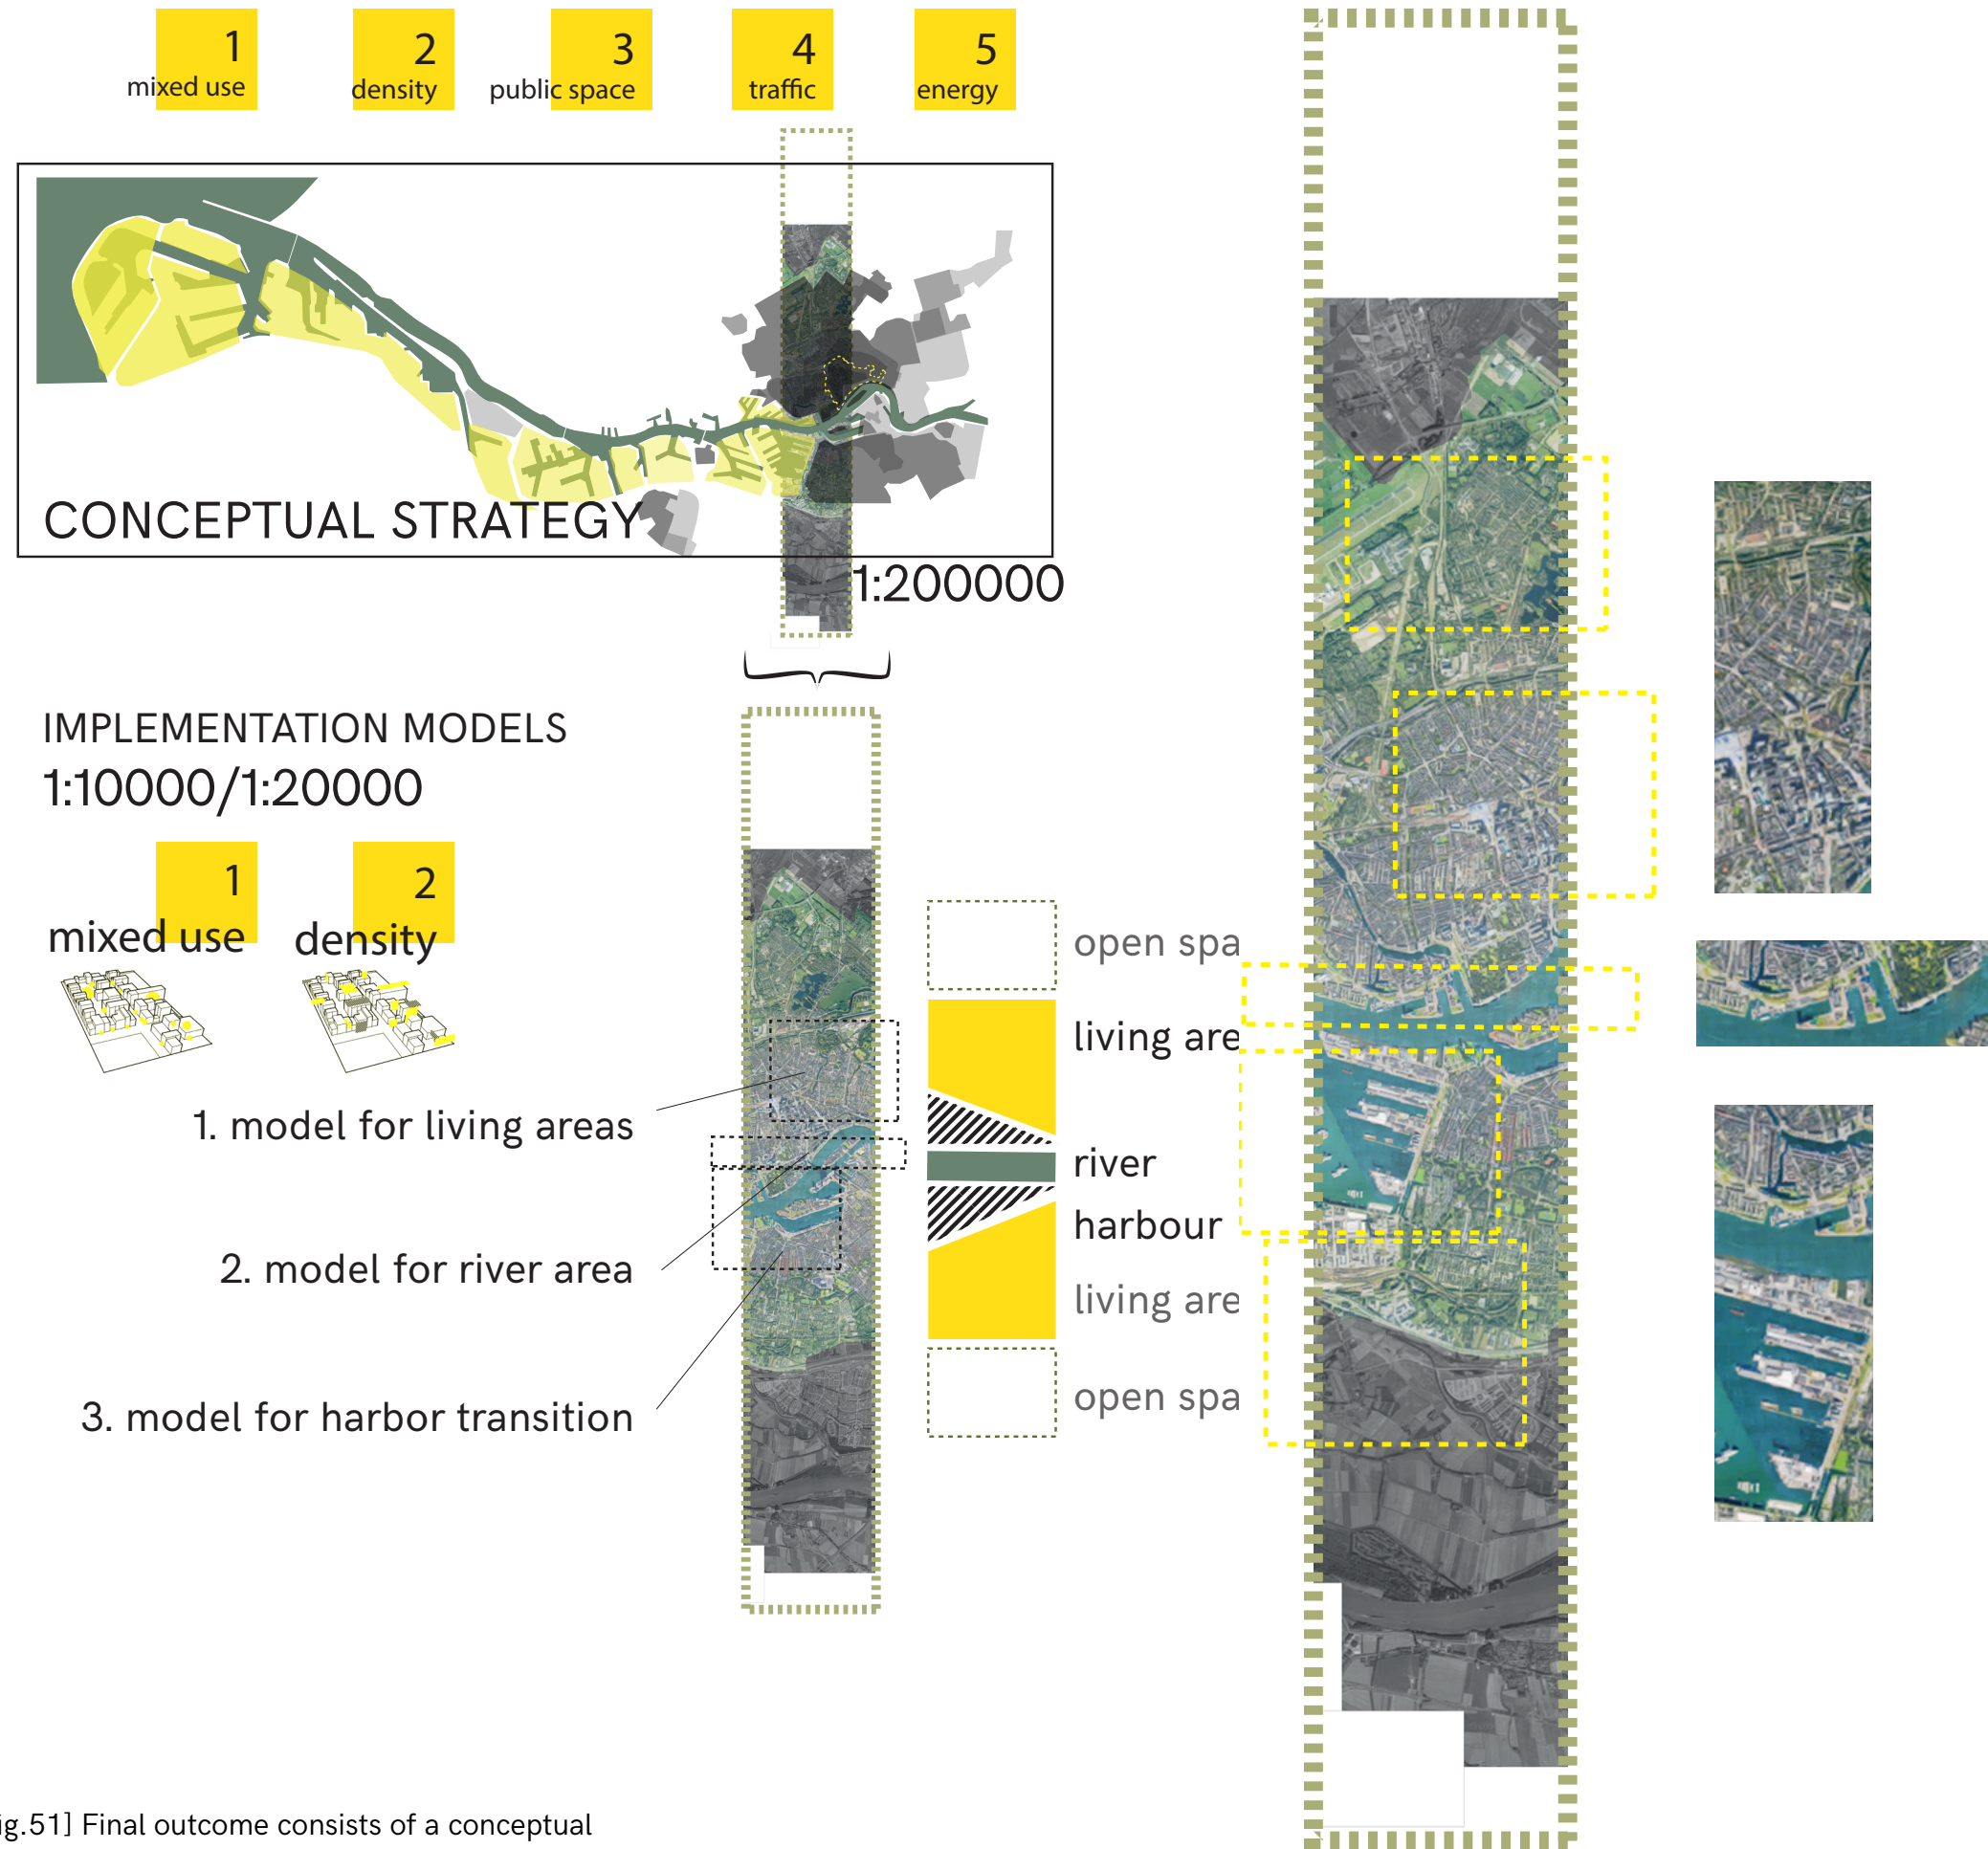 1
mixed use
2
density
3
public space
4
traffic
5
energy
CONCEPTUAL STRATEGY
1:200000
IMPLEMENTATION MODELS
1:10000/1:20000
1
mixed use
2
density
1. model for living areas
2. model for river area
3. model for harbor transition
open spa
living are
river
harbour
living are
open spa
ig.51] Final outcome consists of a conceptual